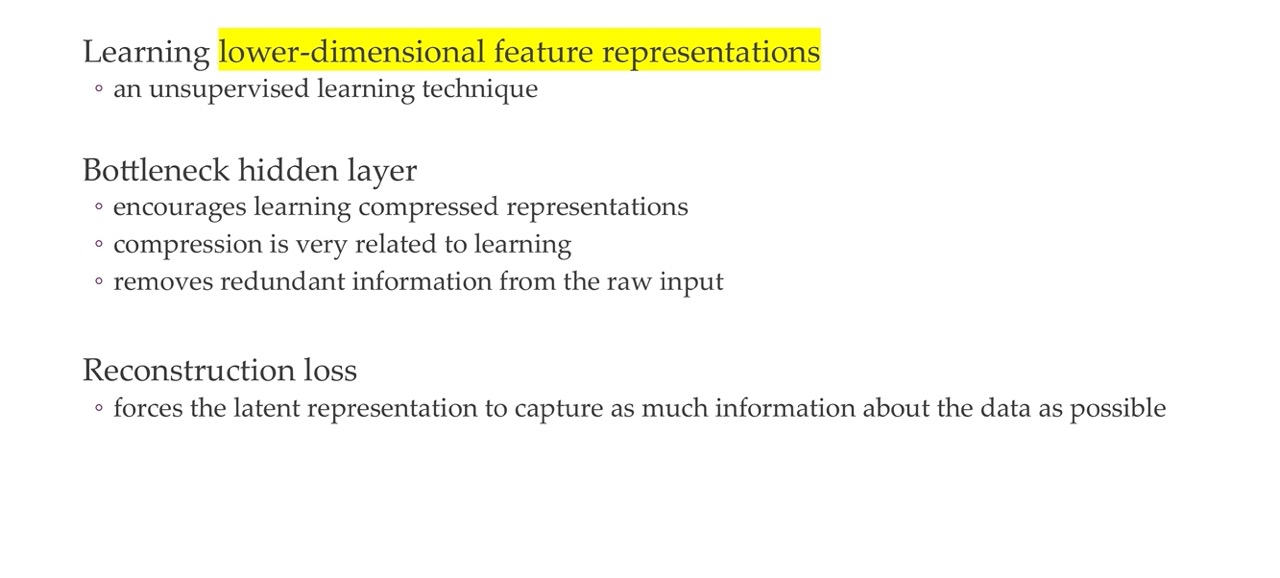 Learning lower-dimensional feature representations
◦ an unsupervised learning technique
Bottleneck hidden layer
◦ encourages learning compressed representations
◦ compression is very related to learning
◦ removes redundant information from the raw input
Reconstruction loss
◦ forces the latent representation to capture as much information about the data as possible